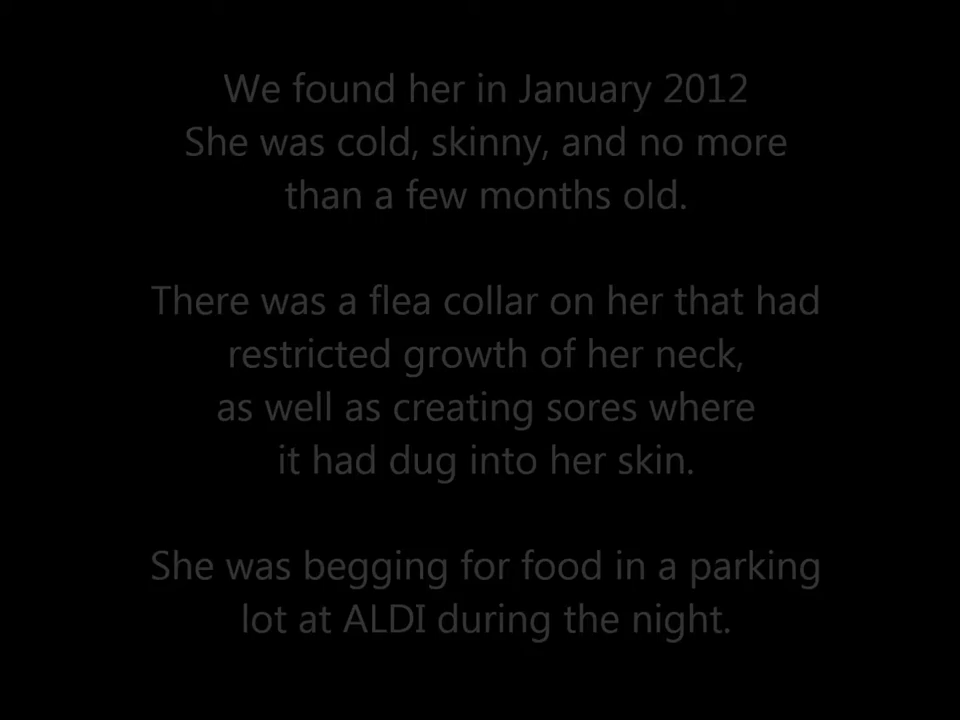 We found her in January 2012
She was cold, skinny, and no more
than a few months old.
There was a flea collar on her that had
restricted growth of her neck,
as well as creating sores where
it had dug into her skin.
She was begging for food in a parking
lot at ALDI during the night.